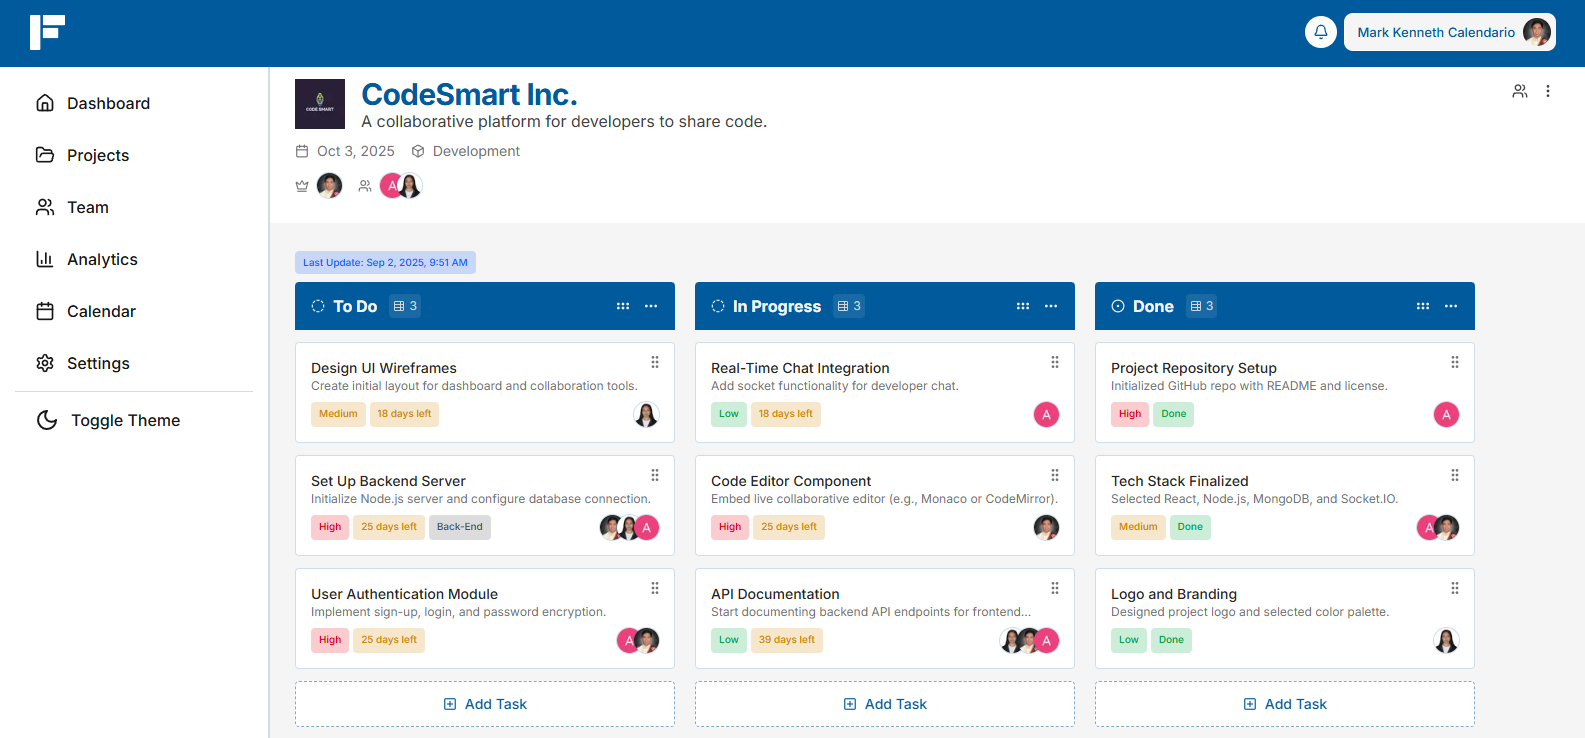 Mark Kenneth Calendario
Dashboard
Projects
Team
Analytics
Calendar
Settings
Toggle Theme
CODE SMART
CodeSmart Inc.
A collaborative platform for developers to share code.
Oct 3, 2025 Development
A
Last Update: Sep 2, 2025, 9:51 AM
To Do 3
Design UI Wireframes
Create initial layout for dashboard and collaboration tools.
Medium 18 days left
Set Up Backend Server
Initialize Node.js server and configure database connection.
High 25 days left Back-End A
User Authentication Module
Implement sign-up, login, and password encryption.
High 25 days left A
Add Task
In Progress 3
Real-Time Chat Integration
Add socket functionality for developer chat.
Low 18 days left A
Code Editor Component
Embed live collaborative editor (e.g., Monaco or CodeMirror).
High 25 days left
API Documentation
Start documenting backend API endpoints for frontend...
Low 39 days left A
Add Task
Done 3
Project Repository Setup
Initialized GitHub repo with README and license.
High Done A
Tech Stack Finalized
Selected React, Node.js, MongoDB, and Socket.IO.
Medium Done A
Logo and Branding
Designed project logo and selected color palette.
Low Done
Add Task